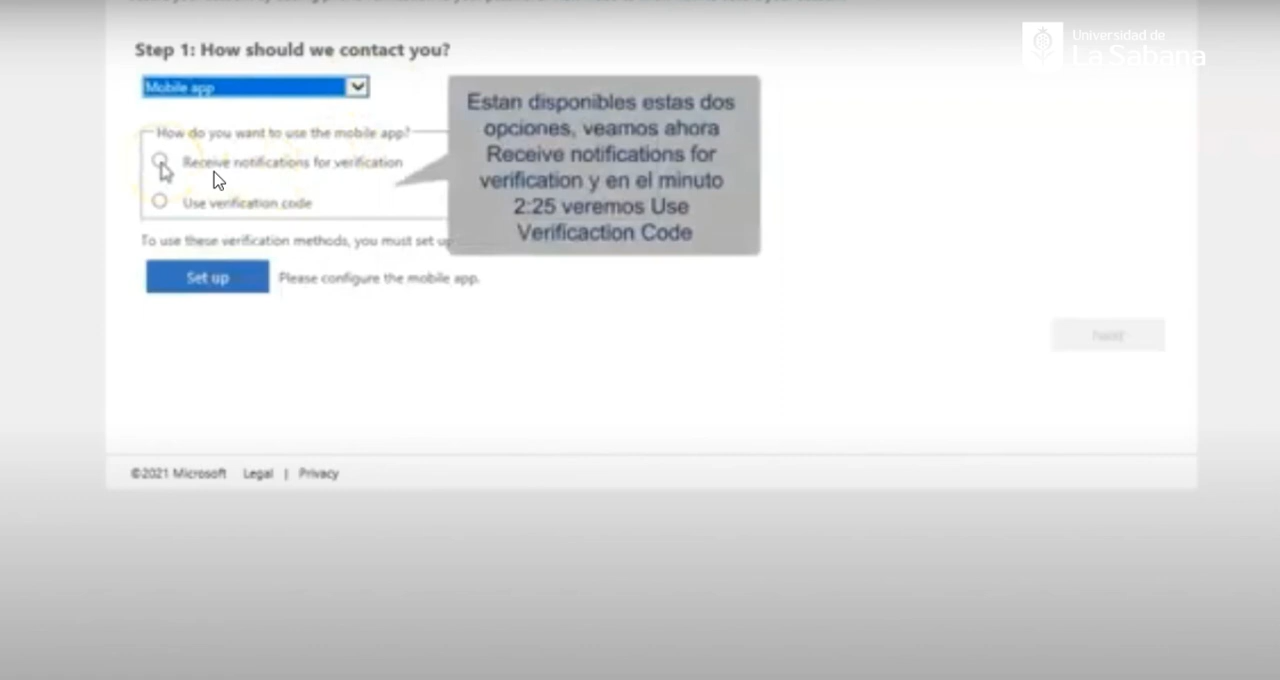 Universidad de
La Sabana
Step 1: How should we contact you?
Mobile app
How do you want to use the mobile app?
Receive notifications for verification
Use verification code
Estan disponibles estas dos
opciones, veamos ahora
Receive notifications for
verification y en el minuto
2:25 veremos Use
Verificaction Code
To use these verification methods, you must set up
Set up
Please configure the mobile app.
Next
©2021 Microsoft Legal | Privacy